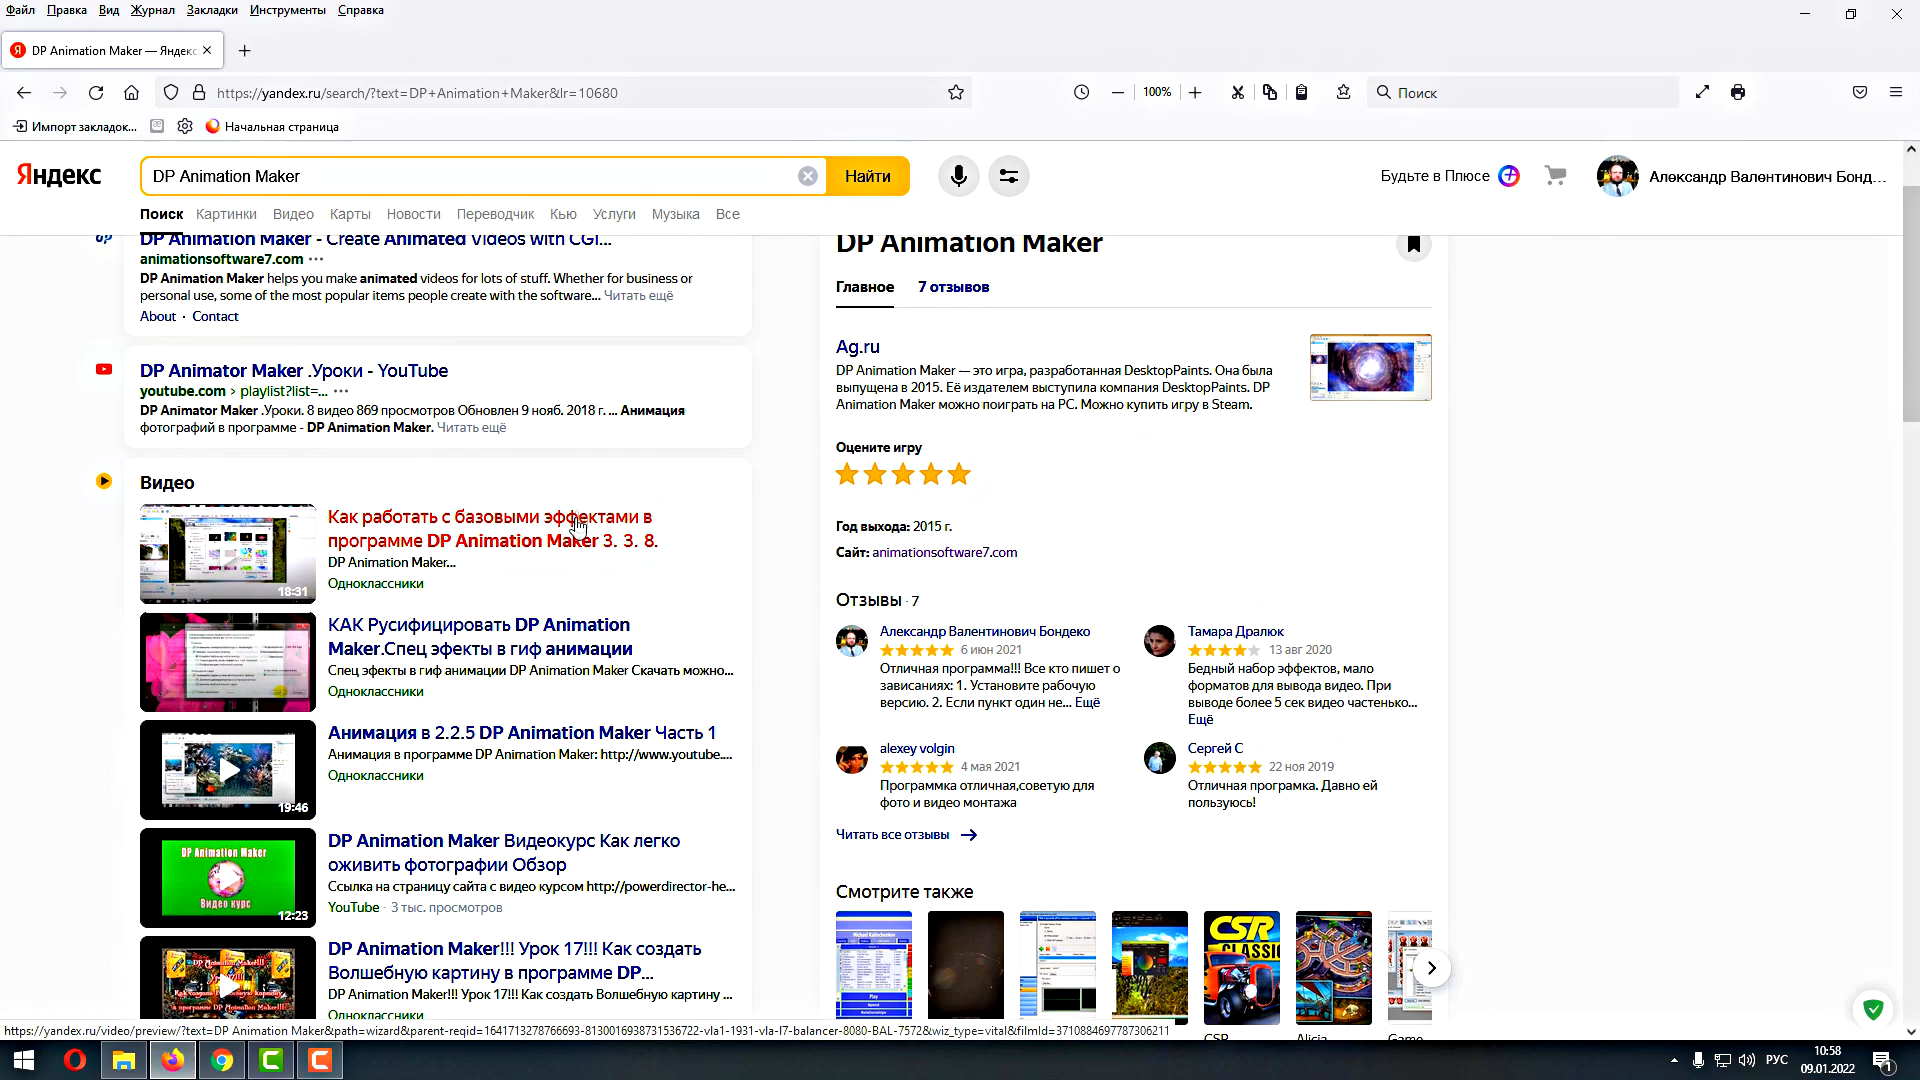 Файл Правка Вид Журнал Закладки Инструменты Справка
DP Animation Maker — Яндекс
https://yandex.ru/search/?text=DP+Animation+Maker&lr=10680
100%
Поиск
Импорт закладок...
Начальная страница
Яндекс
DP Animation Maker
Найти
Будьте в Плюсе
Александр Валентинович Бонд...
Поиск Картинки Видео Карты Новости Переводчик Кью Услуги Музыка Все
DP Animation Maker - Create Animated Videos with CGI...
animationsoftware7.com
DP Animation Maker helps you make animated videos for lots of stuff. Whether for business or
personal use, some of the most popular items people create with the software... Читать ещё
About · Contact
DP Animator Maker .Уроки - YouTube
youtube.com › playlist?list=...
DP Animator Maker .Уроки. 8 видео 869 просмотров Обновлен 9 нояб. 2018 г. ... Анимация
фотографий в программе - DP Animation Maker. Читать ещё
Видео
18:31
Как работать с базовыми эффектами в
программе DP Animation Maker 3. 3. 8.
DP Animation Maker...
Одноклассники
КАК Русифицировать DP Animation
Maker.Спец эфекты в гиф анимации
Спец эфекты в гиф анимации DP Animation Maker Скачать можно...
Одноклассники
19:46
Анимация в 2.2.5 DP Animation Maker Часть 1
Анимация в программе DP Animation Maker: http://www.youtube....
Одноклассники
DP Animation Maker
Видео курс
12:23
DP Animation Maker Видеокурс Как легко
оживить фотографии Обзор
Ссылка на страницу сайта с видео курсом http://powerdirector-he...
YouTube · 3 тыс. просмотров
DP Animation Maker!!! Урок 17!!! Как создать
Волшебную картину в программе DP...
DP Animation Maker!!! Урок 17!!! Как создать Волшебную картину ...
Одноклассники
DP Animation Maker
Главное 7 отзывов
Ag.ru
DP Animation Maker — это игра, разработанная DesktopPaints. Она была
выпущена в 2015. Её издателем выступила компания DesktopPaints. DP
Animation Maker можно поиграть на PC. Можно купить игру в Steam.
Оцените игру
Год выхода: 2015 г.
Сайт: animationsoftware7.com
Отзывы · 7
Александр Валентинович Бондеко
6 июн 2021
Отличная программа!!! Все кто пишет о
зависаниях: 1. Установите рабочую
версию. 2. Если пункт один не... Ещё
Тамара Дралюк
13 авг 2020
Бедный набор эффектов, мало
форматов для вывода видео. При
выводе более 5 сек видео частенько...
Ещё
alexey volgin
4 мая 2021
Программка отличная,советую для
фото и видео монтажа
Сергей С
22 ноя 2019
Отличная програмка. Давно ей
пользуюсь!
Читать все отзывы
Смотрите также
CSR
CLASSIC
CSR Alicia Game
https://yandex.ru/video/preview/?text=DP Animation Maker&path=wizard&parent-reqid=1641713278766693-8130016938731536722-vla1-1931-vla-l7-balancer-8080-BAL-7572&wiz_type=vital&filmId=3710884697787306211
РУС
10:58
09.01.2022
1